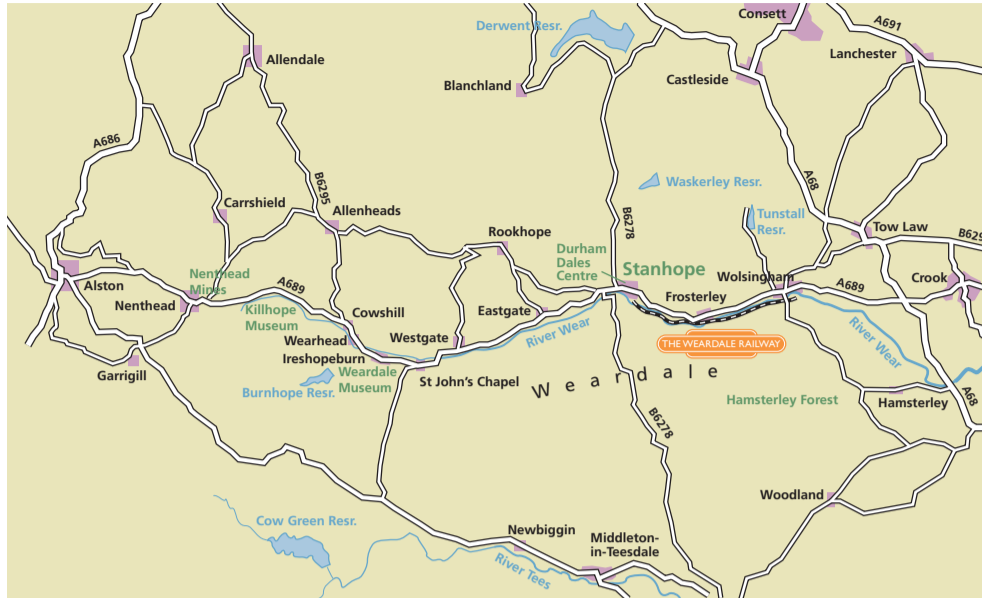 Consett
A691
Derwent Resr.
Lanchester
Allendale
Castleside
Blanchland
A686
A68
B6295
Waskerley Resr.
Carrshield
Allenheads
B6278
Tunstall
Resr.
Tow Law
Rookhope
Durham
Dales
Centre
Stanhope
Wolsingham
Crook
Nenthead
Mines
A689
Alston
A689
Nenthead
Killhope
Museum
Cowshill
Eastgate
Frosterley
Wearhead
Westgate
River Wear
River Wear
THE WEARDALE RAILWAY
Ireshopeburn
Garrigill
Weardale
Museum
St John's Chapel
Weardale
Burnhope Resr.
Hamsterley Forest
Hamsterley
A68
B6278
Woodland
Cow Green Resr.
Newbiggin
Middleton-
in-Teesdale
River Tees